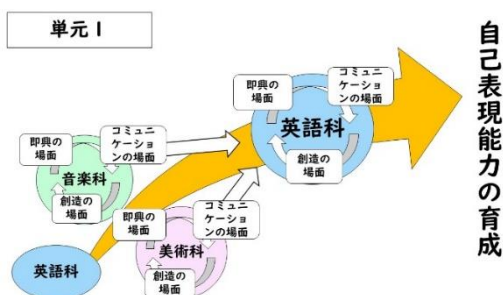 単元１
自己表現能力の育成
即興の
場面
コミュニ
ケーション
の場面
英語科
創造の
場面
即興の
場面
コミュニ
ケーショ
ンの場面
音楽科
創造の
場面
即興の
場面
コミュニ
ケーション
の場面
美術科
創造の
場面
英語科